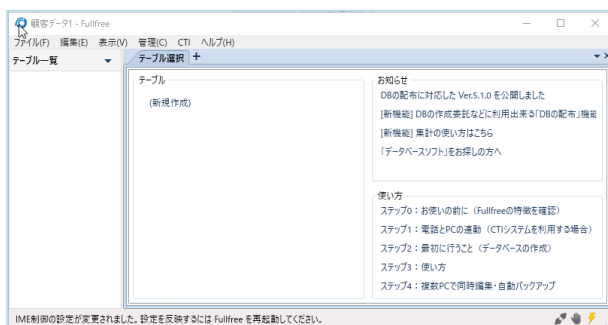 顧客データ1 - Fullfree
ファイル(F) 編集(E) 表示(V) 管理(C) CTI ヘルプ(H)
テーブル一覧
テーブル選択 +
テーブル
(新規作成)
お知らせ
DBの配布に対応した Ver.5.1.0 を公開しました
[新機能] DBの作成委託などに利用出来る「DBの配布」機能
[新機能] 集計の使い方はこちら
「データベースソフト」をお探しの方へ
使い方
ステップ0：お使いの前に（Fullfreeの特徴を確認）
ステップ1：電話とPCの連動（CTIシステムを利用する場合）
ステップ2：最初に行うこと（データベースの作成）
ステップ3：使い方
ステップ4：複数PCで同時編集・自動バックアップ
IME制御の設定が変更されました。設定を反映するには Fullfree を再起動してください。